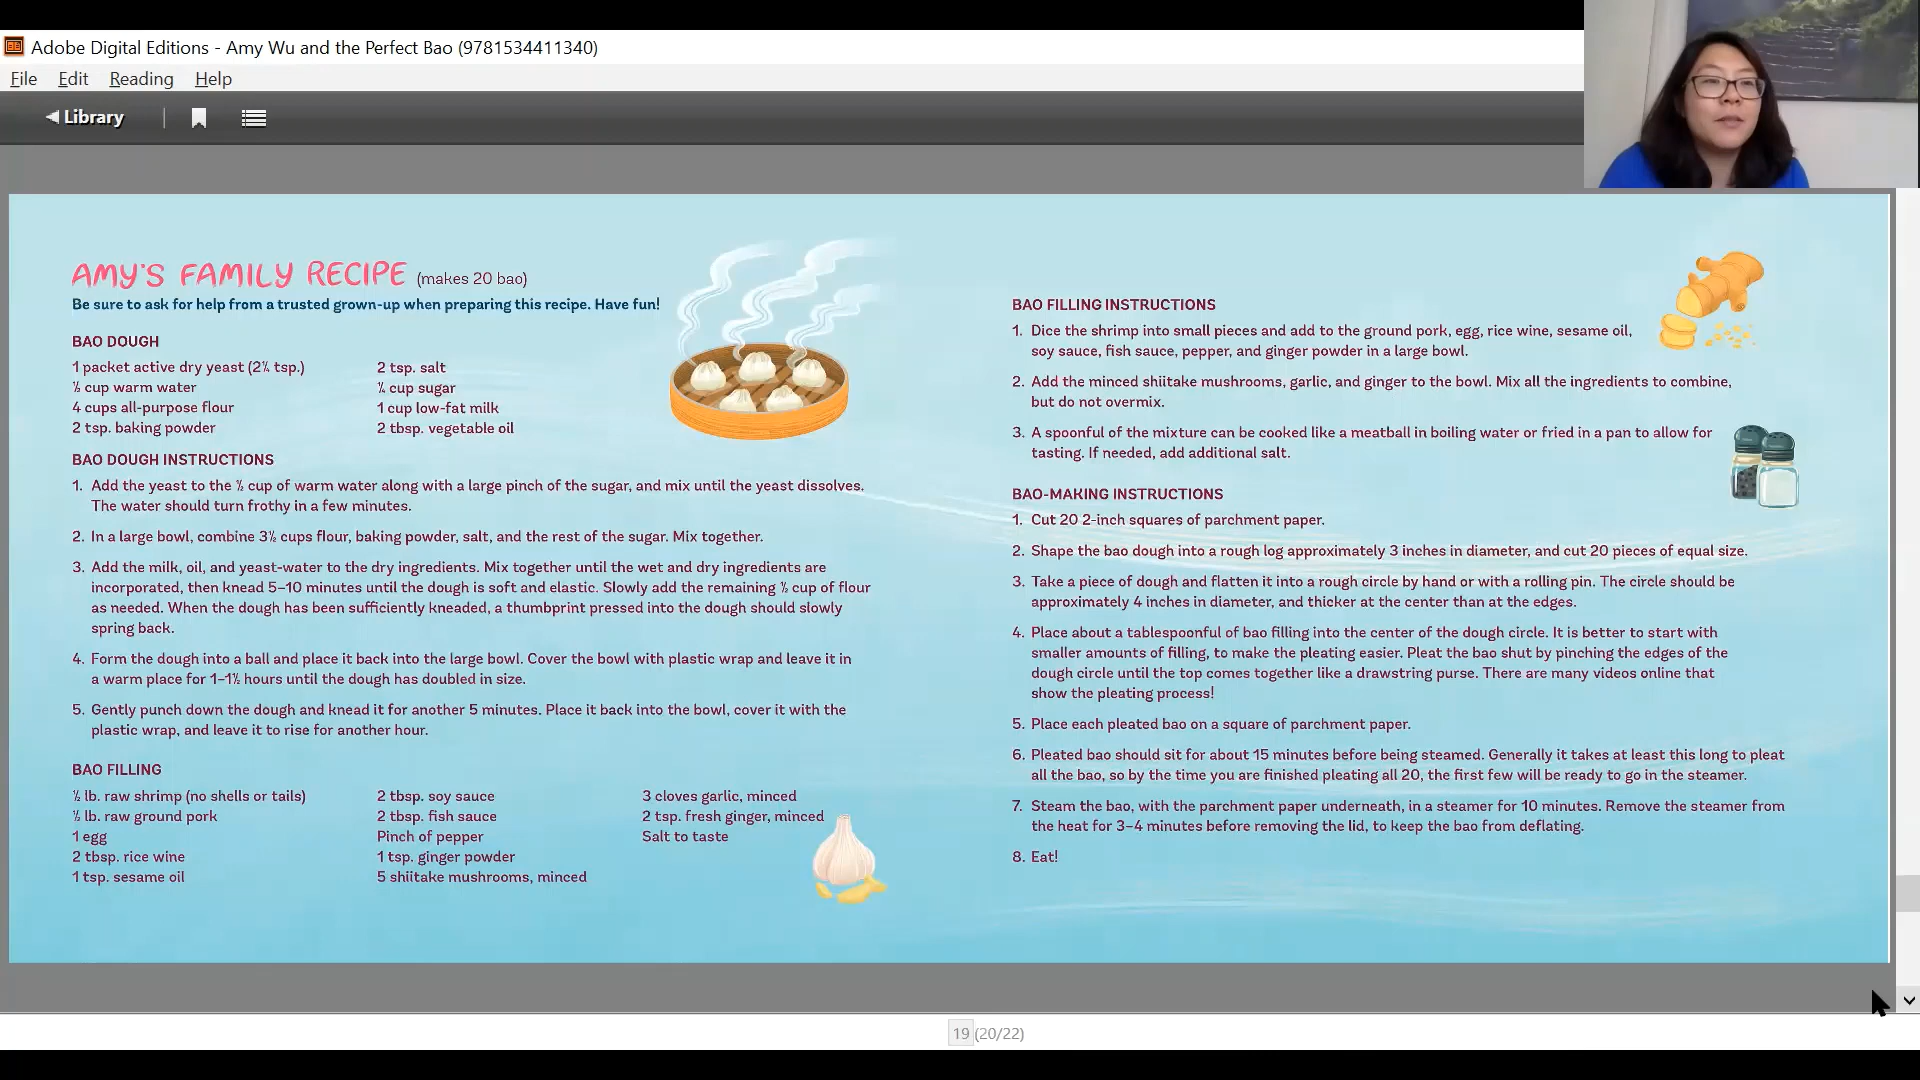 Adobe Digital Editions - Amy Wu and the Perfect Bao (9781534411340)
File Edit Reading Help
Library
AMY'S FAMILY RECIPE (makes 20 bao)
Be sure to ask for help from a trusted grown-up when preparing this recipe. Have fun!
BAO DOUGH
1 packet active dry yeast (2¼ tsp.)
½ cup warm water
4 cups all-purpose flour
2 tsp. baking powder
2 tsp. salt
¼ cup sugar
1 cup low-fat milk
2 tbsp. vegetable oil
BAO DOUGH INSTRUCTIONS
1. Add the yeast to the ½ cup of warm water along with a large pinch of the sugar, and mix until the yeast dissolves.
The water should turn frothy in a few minutes.
2. In a large bowl, combine 3½ cups flour, baking powder, salt, and the rest of the sugar. Mix together.
3. Add the milk, oil, and yeast-water to the dry ingredients. Mix together until the wet and dry ingredients are
incorporated, then knead 5–10 minutes until the dough is soft and elastic. Slowly add the remaining ½ cup of flour
as needed. When the dough has been sufficiently kneaded, a thumbprint pressed into the dough should slowly
spring back.
4. Form the dough into a ball and place it back into the large bowl. Cover the bowl with plastic wrap and leave it in
a warm place for 1–1½ hours until the dough has doubled in size.
5. Gently punch down the dough and knead it for another 5 minutes. Place it back into the bowl, cover it with the
plastic wrap, and leave it to rise for another hour.
BAO FILLING
½ lb. raw shrimp (no shells or tails)
½ lb. raw ground pork
1 egg
2 tbsp. rice wine
1 tsp. sesame oil
2 tbsp. soy sauce
2 tbsp. fish sauce
Pinch of pepper
1 tsp. ginger powder
5 shiitake mushrooms, minced
3 cloves garlic, minced
2 tsp. fresh ginger, minced
Salt to taste
BAO FILLING INSTRUCTIONS
1. Dice the shrimp into small pieces and add to the ground pork, egg, rice wine, sesame oil,
soy sauce, fish sauce, pepper, and ginger powder in a large bowl.
2. Add the minced shiitake mushrooms, garlic, and ginger to the bowl. Mix all the ingredients to combine,
but do not overmix.
3. A spoonful of the mixture can be cooked like a meatball in boiling water or fried in a pan to allow for
tasting. If needed, add additional salt.
BAO-MAKING INSTRUCTIONS
1. Cut 20 2-inch squares of parchment paper.
2. Shape the bao dough into a rough log approximately 3 inches in diameter, and cut 20 pieces of equal size.
3. Take a piece of dough and flatten it into a rough circle by hand or with a rolling pin. The circle should be
approximately 4 inches in diameter, and thicker at the center than at the edges.
4. Place about a tablespoonful of bao filling into the center of the dough circle. It is better to start with
smaller amounts of filling, to make the pleating easier. Pleat the bao shut by pinching the edges of the
dough circle until the top comes together like a drawstring purse. There are many videos online that
show the pleating process!
5. Place each pleated bao on a square of parchment paper.
6. Pleated bao should sit for about 15 minutes before being steamed. Generally it takes at least this long to pleat
all the bao, so by the time you are finished pleating all 20, the first few will be ready to go in the steamer.
7. Steam the bao, with the parchment paper underneath, in a steamer for 10 minutes. Remove the steamer from
the heat for 3–4 minutes before removing the lid, to keep the bao from deflating.
8. Eat!
19 (20/22)